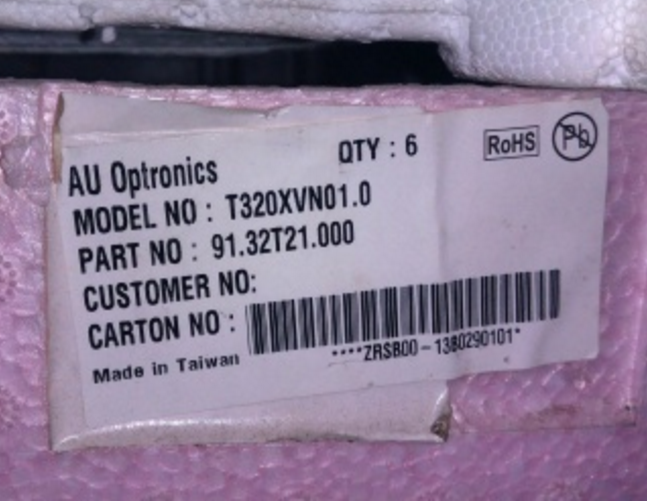 AU Optronics QTY : 6 RoHS Pb
MODEL NO : T320XVN01.0
PART NO : 91.32T21.000
CUSTOMER NO:
CARTON NO :
****ZRSB00-1380290101*
Made in Taiwan